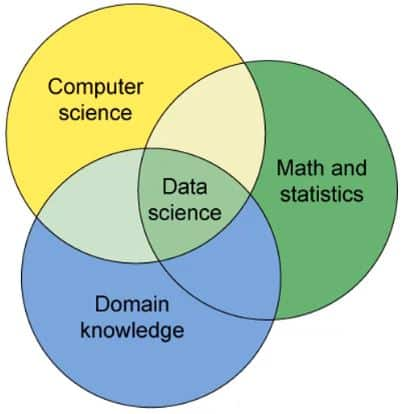 Computer
science
Math and
statistics
Data
science
Domain
knowledge